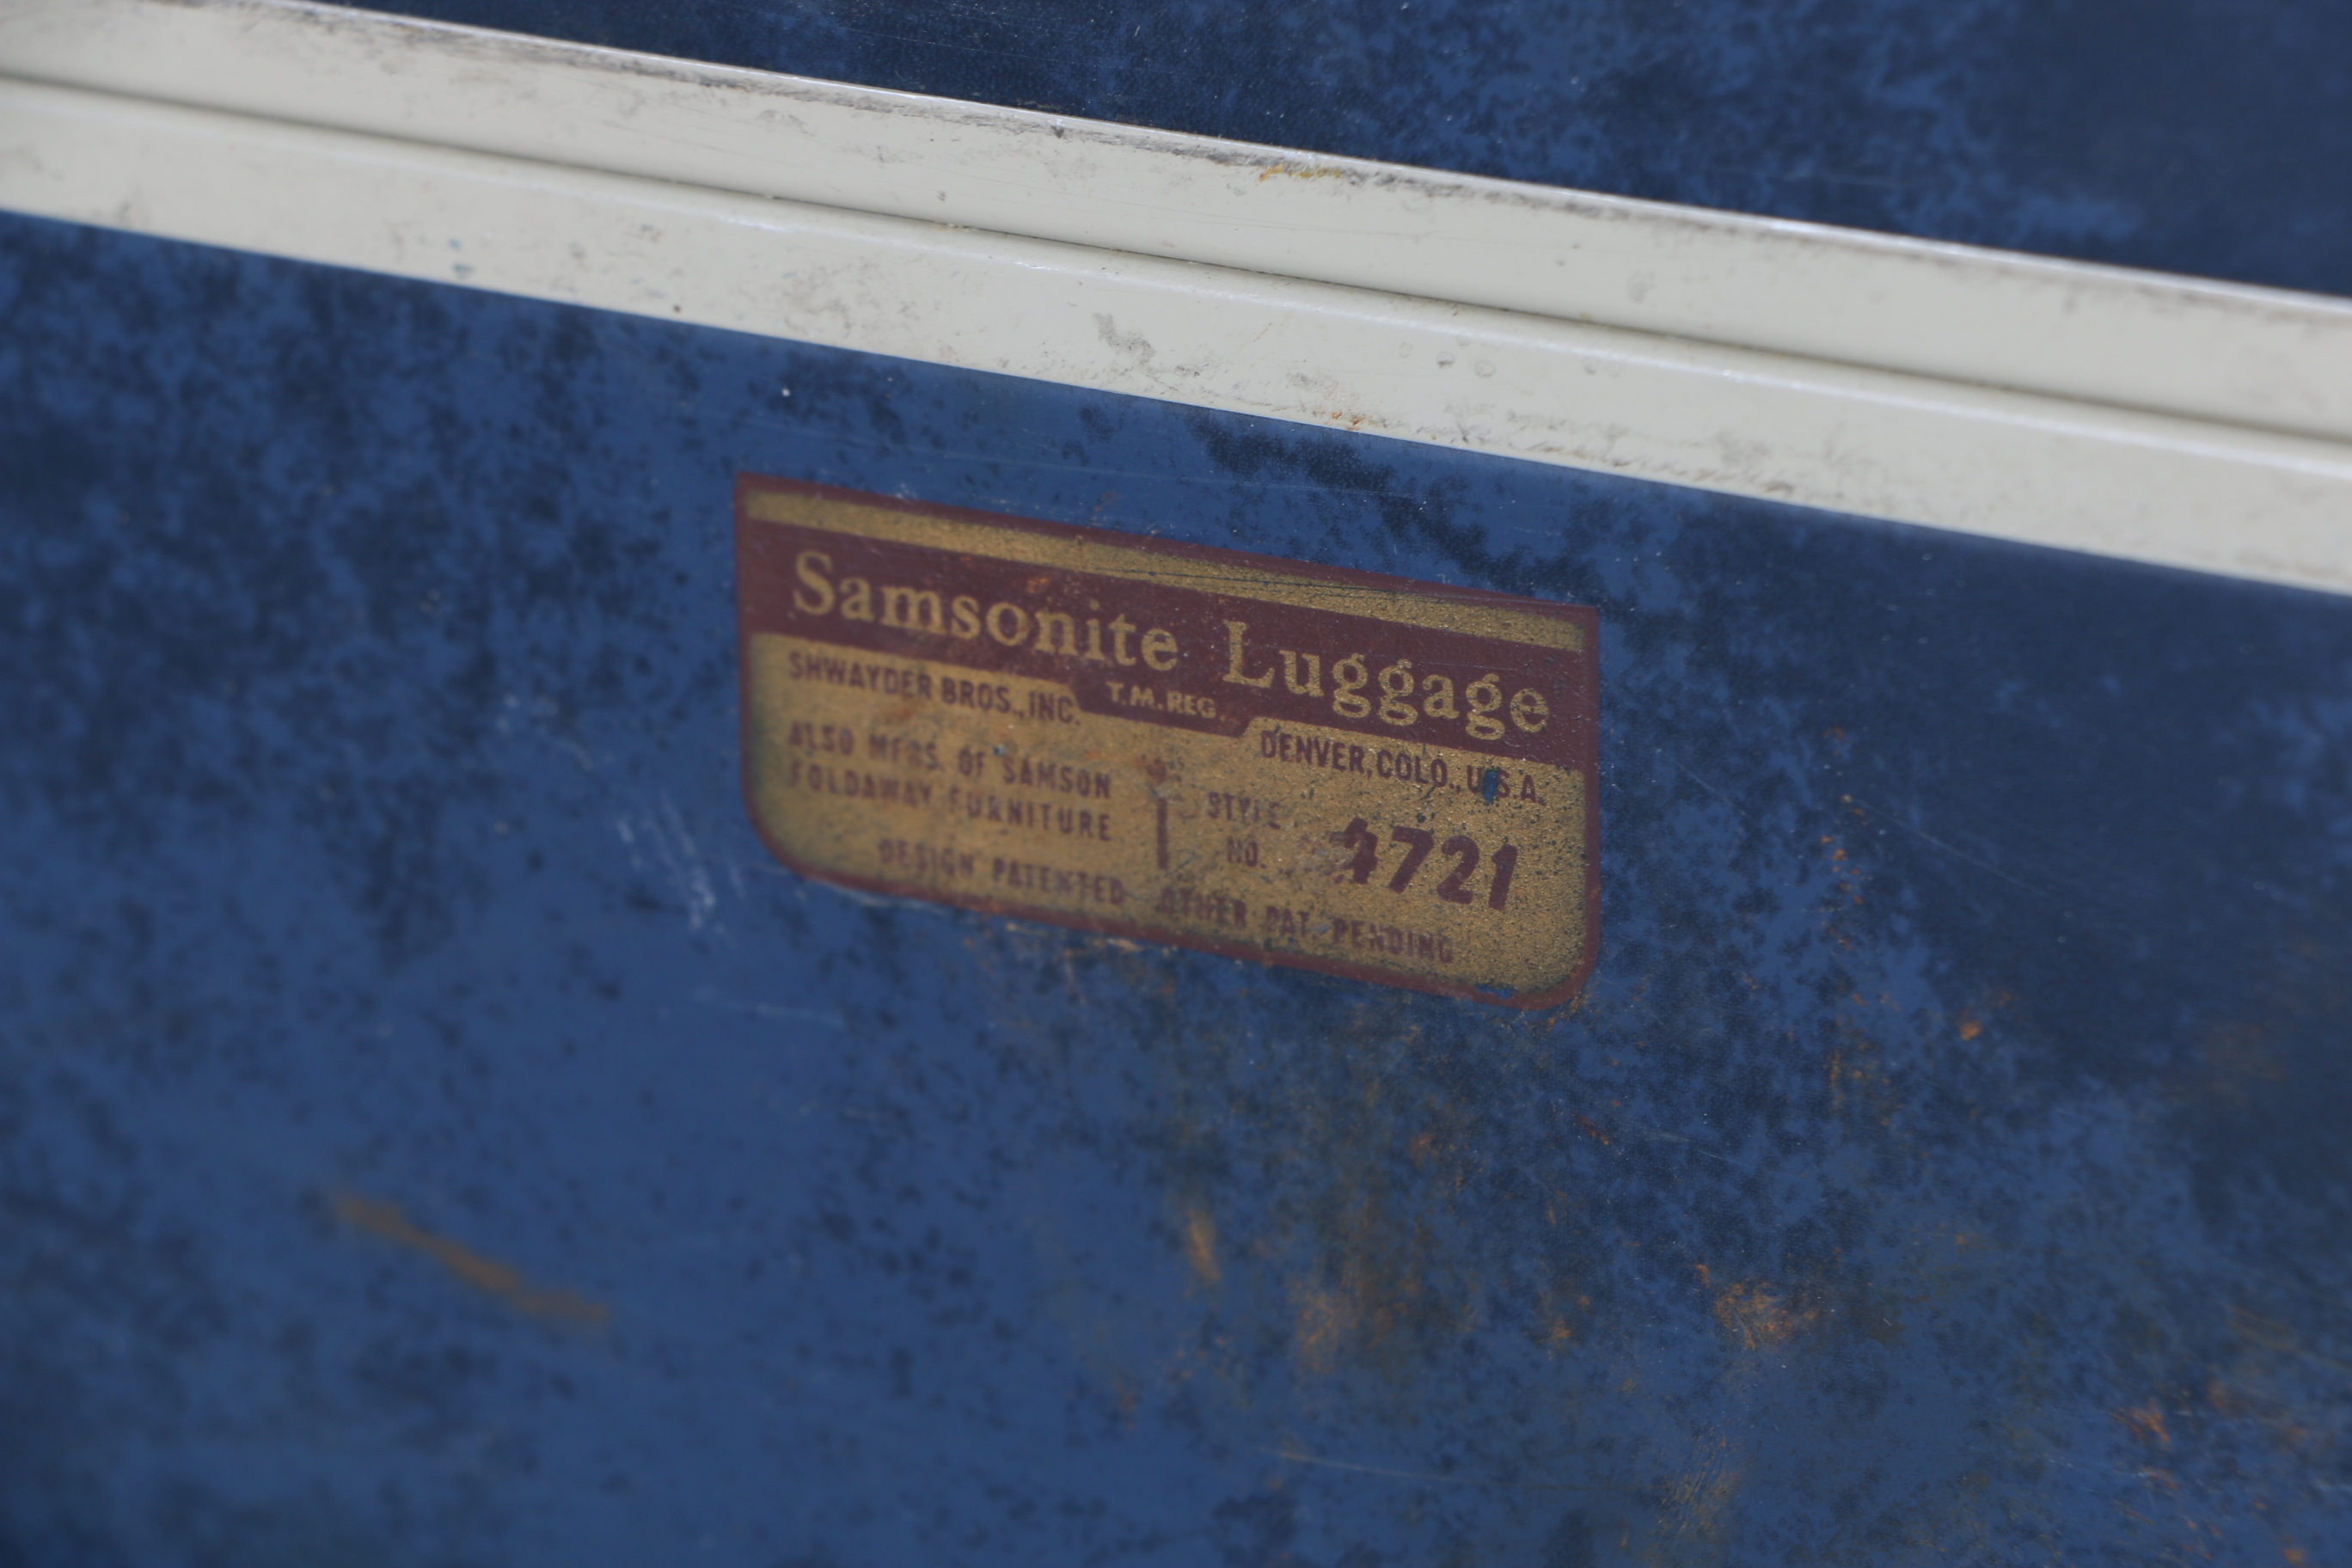 Samsonite Luggage
T.M. REG.
SHWAYDER BROS., INC.
DENVER, COLO., U.S.A.
ALSO MFRS. OF SAMSON
FOLDAWAY FURNITURE
STYLE
NO. 4721
DESIGN PATENTED OTHER PAT. PENDING